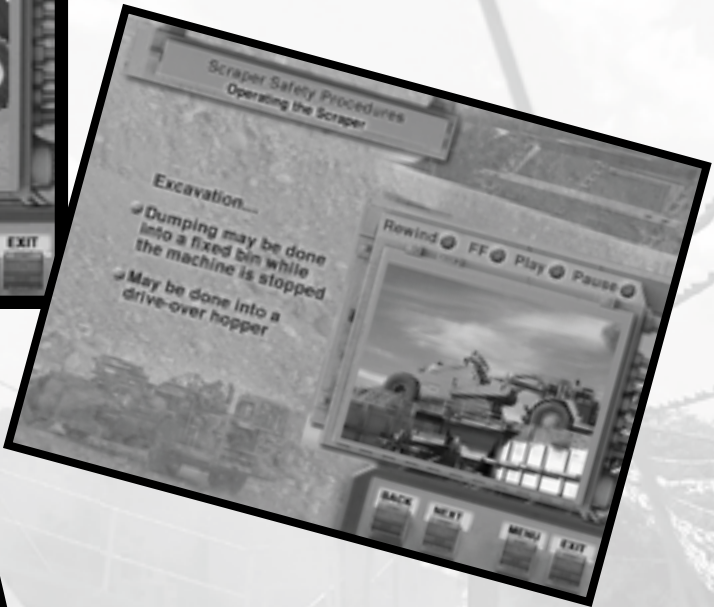 EXIT
Scraper Safety Procedures
Operating the Scraper
Excavation...
Dumping may be done
into a fixed bin while
the machine is stopped
May be done into a
drive-over hopper
Rewind FF Play Pause
BACK NEXT MENU EXIT